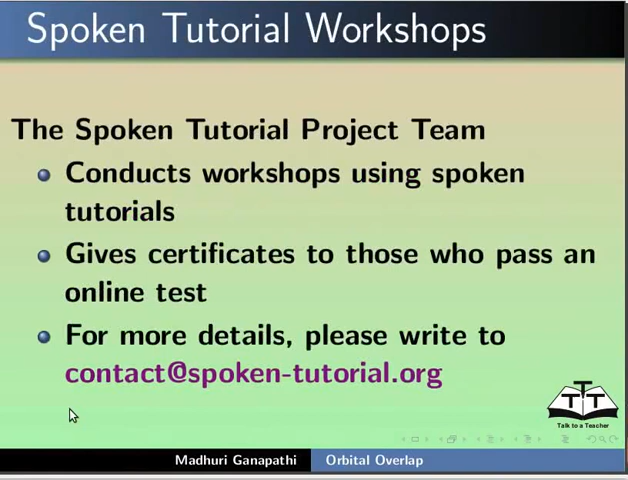 Spoken Tutorial Workshops
The Spoken Tutorial Project Team
Conducts workshops using spoken
tutorials
Gives certificates to those who pass an
online test
For more details, please write to
contact@spoken-tutorial.org
T
T T
Talk to a Teacher
Madhuri Ganapathi Orbital Overlap